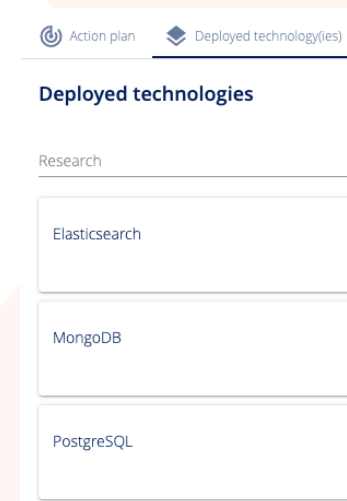 Action plan
Deployed technology(ies)
Deployed technologies
Research
Elasticsearch
MongoDB
PostgreSQL